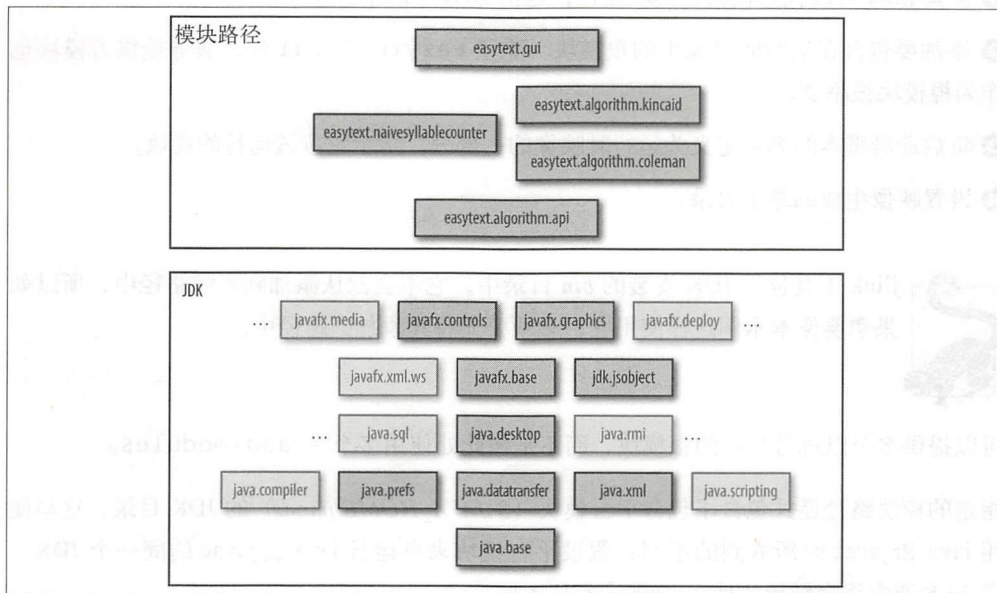 模块路径
easytext.gui
easytext.algorithm.kincaid
easytext.naivesyllablecounter
easytext.algorithm.coleman
easytext.algorithm.api
JDK
... javafx.media javafx.controls javafx.graphics javafx.deploy ...
javafx.xml.ws javafx.base jdk.jsobject
... java.sql java.desktop java.rmi ...
java.compiler java.prefs java.datatransfer java.xml java.scripting
java.base